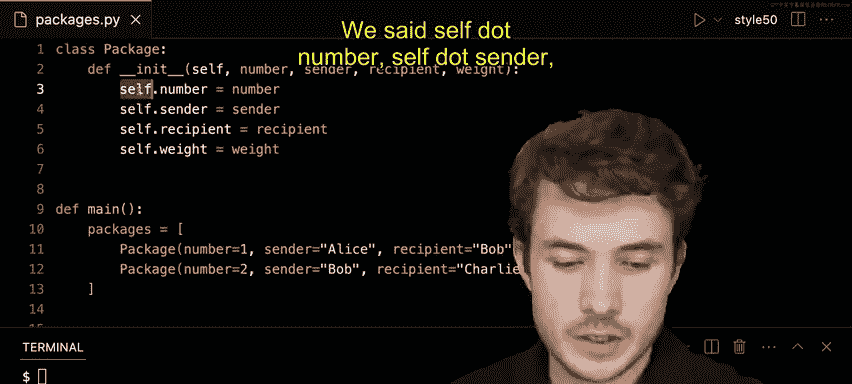 packages.py
style50
We said self dot
number, self dot sender,
1 class Package:
2 def __init__(self, number, sender, recipient, weight):
3 self.number = number
4 self.sender = sender
5 self.recipient = recipient
6 self.weight = weight
7
8
9 def main():
10 packages = [
11 Package(number=1, sender="Alice", recipient="Bob"
12 Package(number=2, sender="Bob", recipient="Charlie
13 ]
14
TERMINAL
$